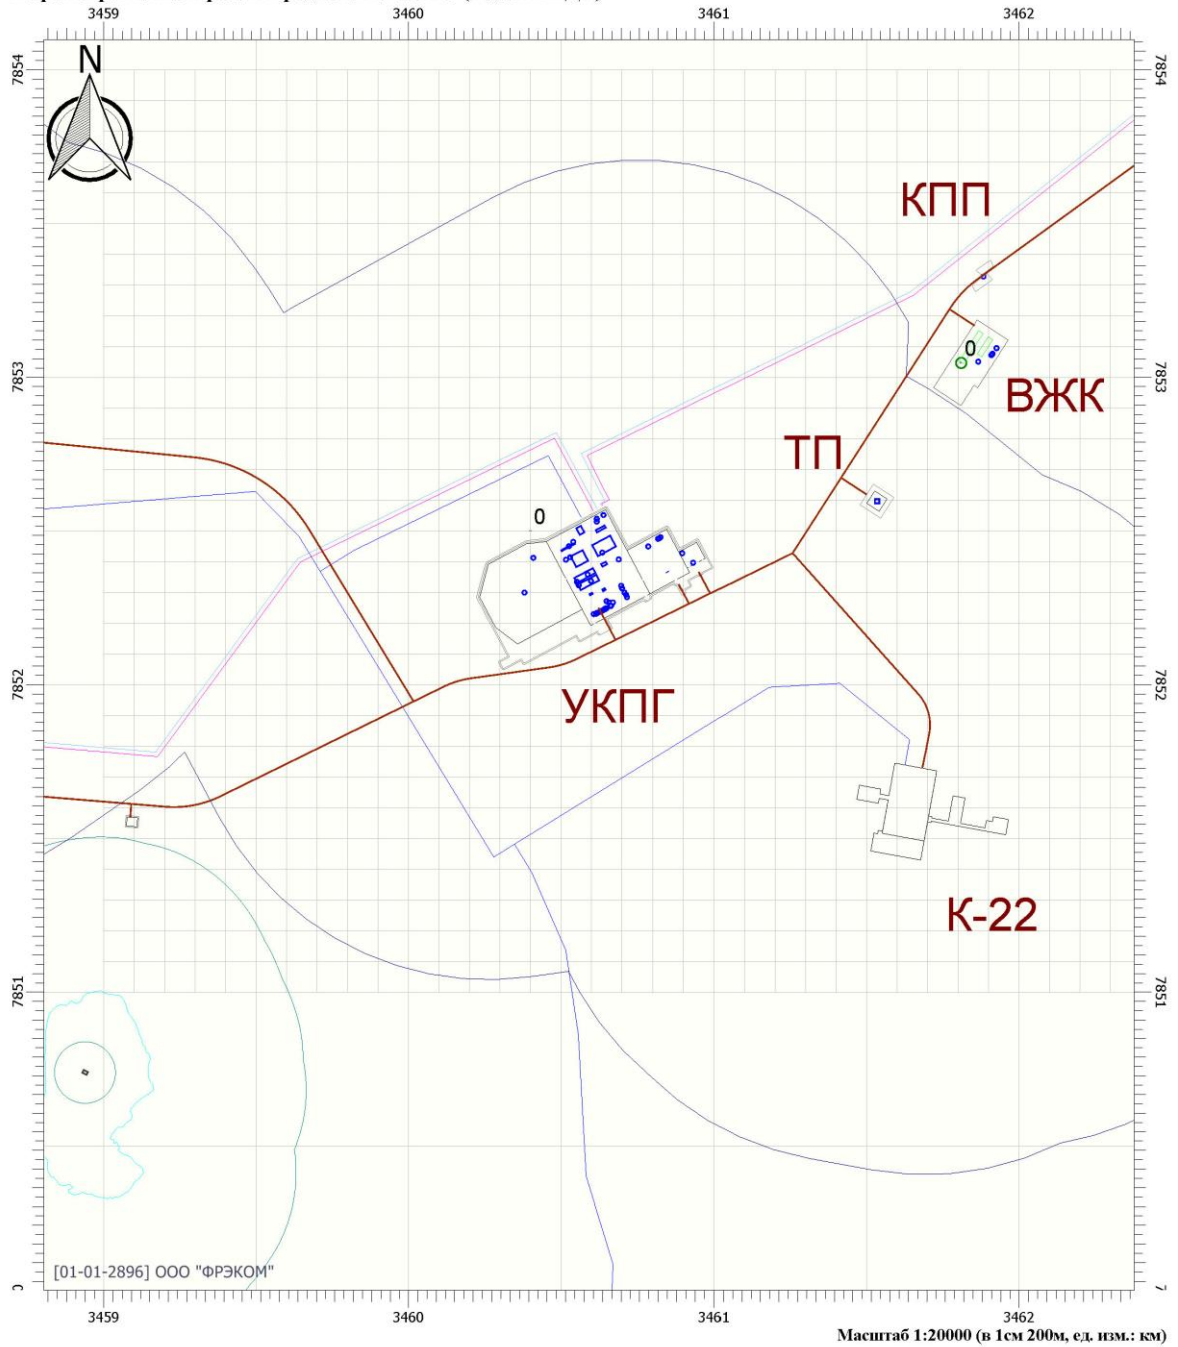 3459 3460 3461 3462
N
7854 7854
КПП
0
7853 7853
ВЖК
ТП
0
7852 7852
УКПГ
К-22
7851 7851
[01-01-2896] ООО "ФРЭКОМ"
3459 3460 3461 3462
Масштаб 1:20000 (в 1см 200м, ед. изм.: км)